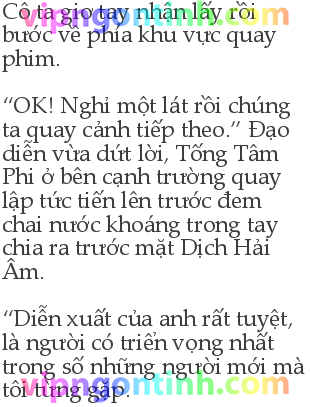 Cô ta giơ tay nhận lấy rồi
bước về phía khu vực quay
phim.
“OK! Nghỉ một lát rồi chúng
ta quay cảnh tiếp theo.” Đạo
diễn vừa dứt lời, Tống Tâm
Phi ở bên cạnh trường quay
lập tức tiến lên trước đem
chai nước khoáng trong tay
chia ra trước mặt Dịch Hải
Âm.
“Diễn xuất của anh rất tuyệt,
là người có triển vọng nhất
trong số những người mới mà
tôi từng gặp.
vipngontinh.com
vipngontinh.com